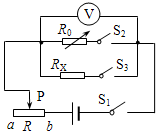 V
R₀ S₂
Rₓ S₃
P
a R b S₁